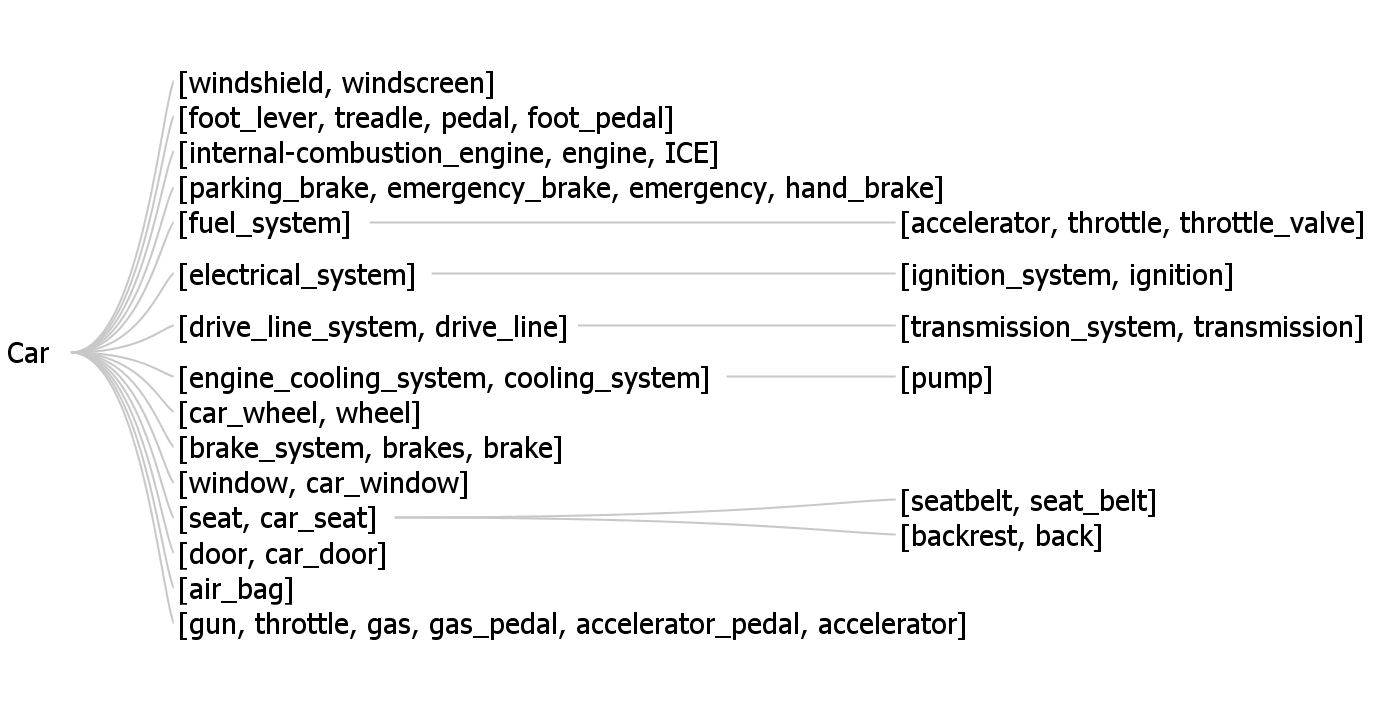 [windshield, windscreen]
[foot_lever, treadle, pedal, foot_pedal]
[internal-combustion_engine, engine, ICE]
[parking_brake, emergency_brake, emergency, hand_brake]
[fuel_system] [accelerator, throttle, throttle_valve]
[electrical_system] [ignition_system, ignition]
[drive_line_system, drive_line] [transmission_system, transmission]
Car
[engine_cooling_system, cooling_system] [pump]
[car_wheel, wheel]
[brake_system, brakes, brake]
[window, car_window]
[seatbelt, seat_belt]
[seat, car_seat]
[backrest, back]
[door, car_door]
[air_bag]
[gun, throttle, gas, gas_pedal, accelerator_pedal, accelerator]